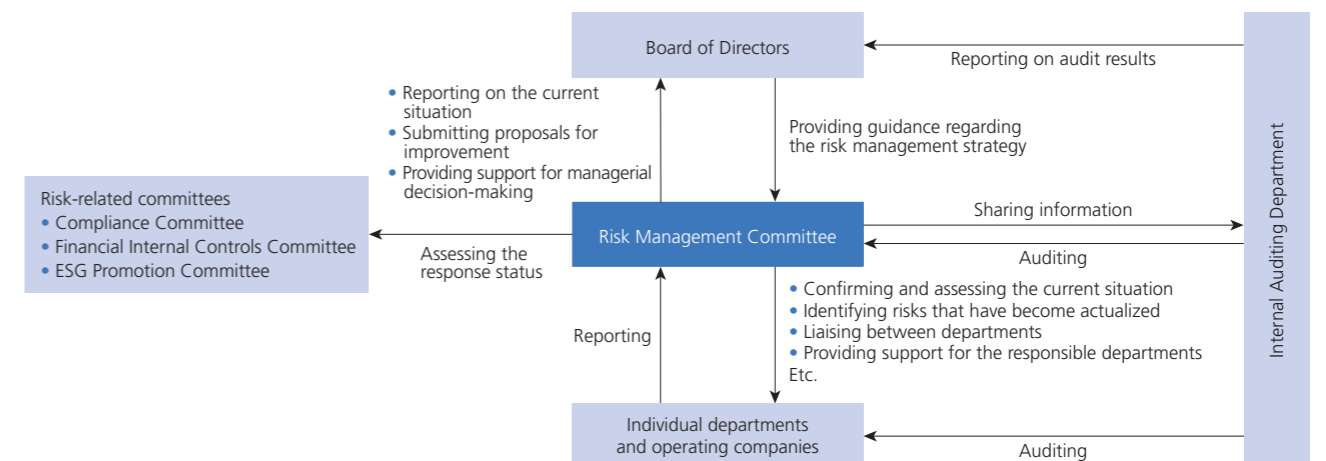 Board of Directors
Reporting on audit results
• Reporting on the current
situation
• Submitting proposals for
improvement
• Providing support for managerial
decision-making
Providing guidance regarding
the risk management strategy
Risk-related committees
• Compliance Committee
• Financial Internal Controls Committee
• ESG Promotion Committee
Assessing the
response status
Risk Management Committee
Sharing information
Auditing
Internal Auditing Department
Reporting
• Confirming and assessing the current situation
• Identifying risks that have become actualized
• Liaising between departments
• Providing support for the responsible departments
Etc.
Individual departments
and operating companies
Auditing